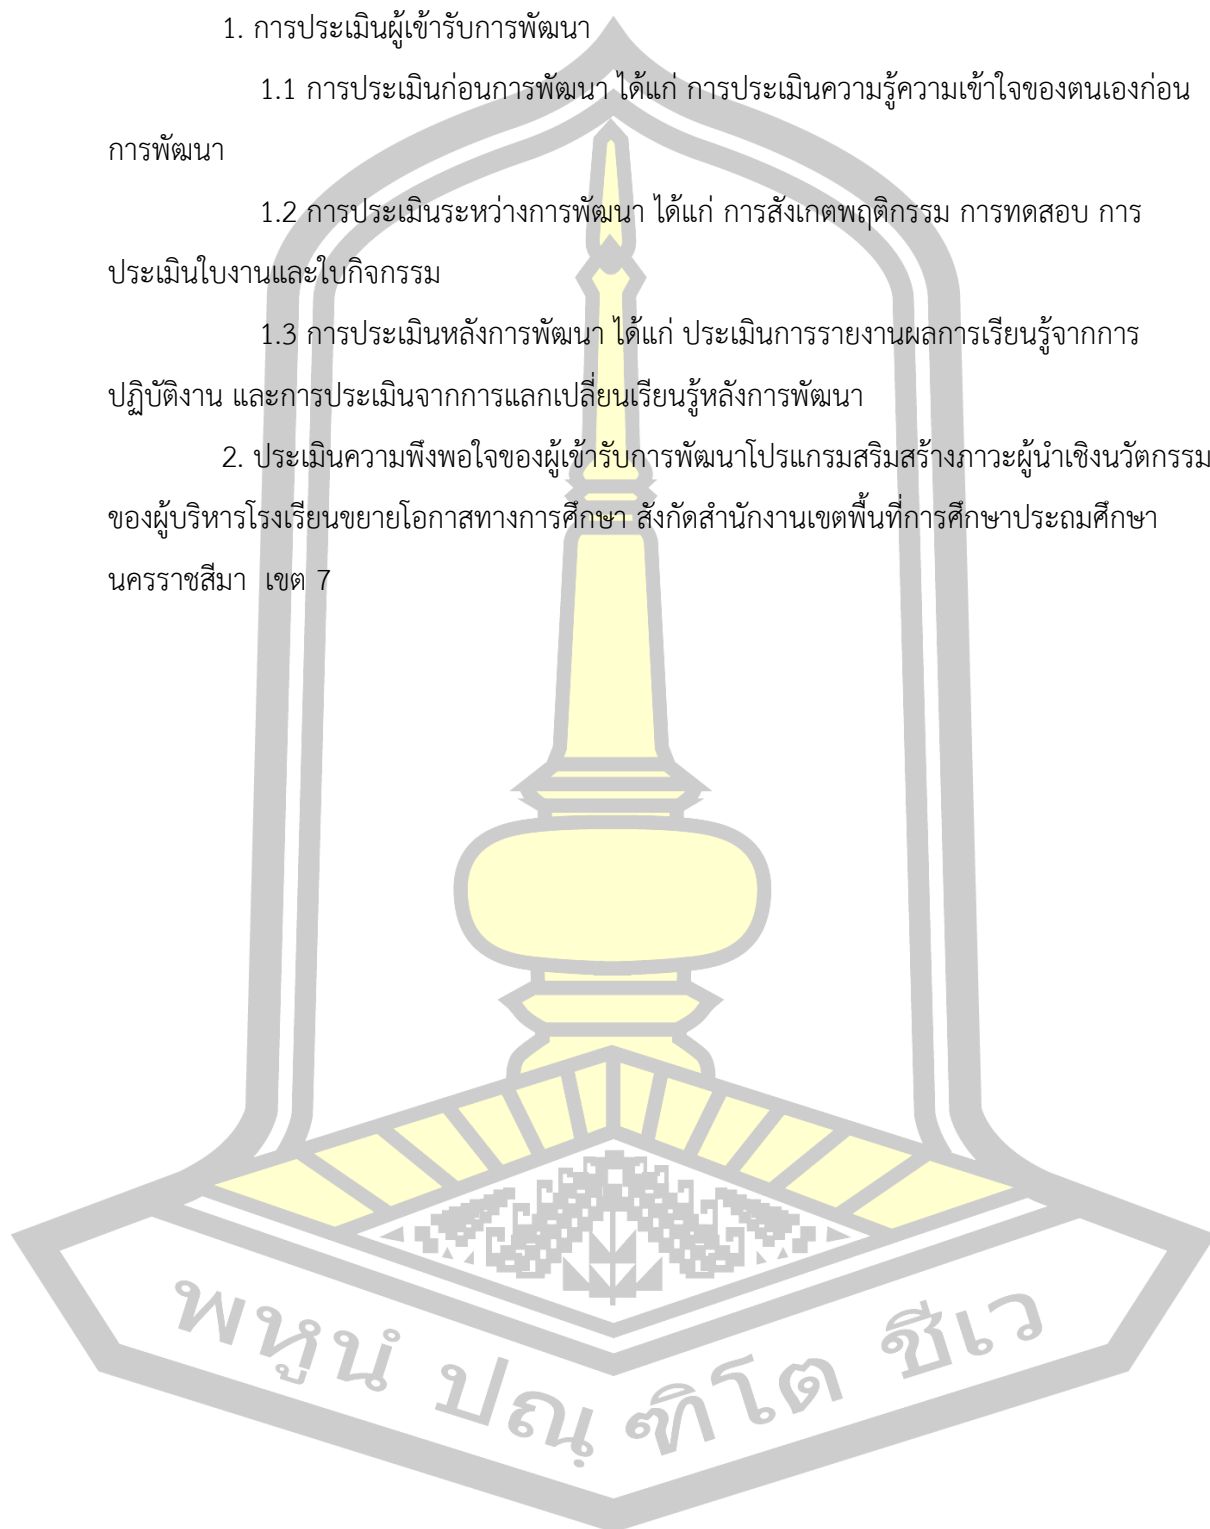 1. การประเมินผู้เข้ารับการพัฒนา
1.1 การประเมินก่อนการพัฒนา ได้แก่ การประเมินความรู้ความเข้าใจของตนเองก่อน
การพัฒนา
1.2 การประเมินระหว่างการพัฒนา ได้แก่ การสังเกตพฤติกรรม การทดสอบ การ
ประเมินใบงานและใบกิจกรรม
1.3 การประเมินหลังการพัฒนา ได้แก่ ประเมินการรายงานผลการเรียนรู้จากการ
ปฏิบัติงาน และการประเมินจากการแลกเปลี่ยนเรียนรู้หลังการพัฒนา
2. ประเมินความพึงพอใจของผู้เข้ารับการพัฒนาโปรแกรมสริมสร้างภาวะผู้นำเชิงนวัตกรรม
ของผู้บริหารโรงเรียนขยายโอกาสทางการศึกษา สังกัดสำนักงานเขตพื้นที่การศึกษาประถมศึกษา
นครราชสีมา เขต 7
พหูนํ ปณฺ ฑิโต ชีเว